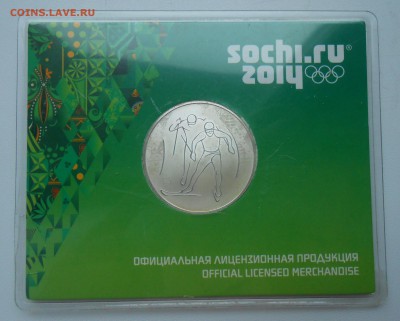 COINS.LAVE.RU
sochi.ru
2014
ОФИЦИАЛЬНАЯ ЛИЦЕНЗИОННАЯ ПРОДУКЦИЯ
OFFICIAL LICENSED MERCHANDISE